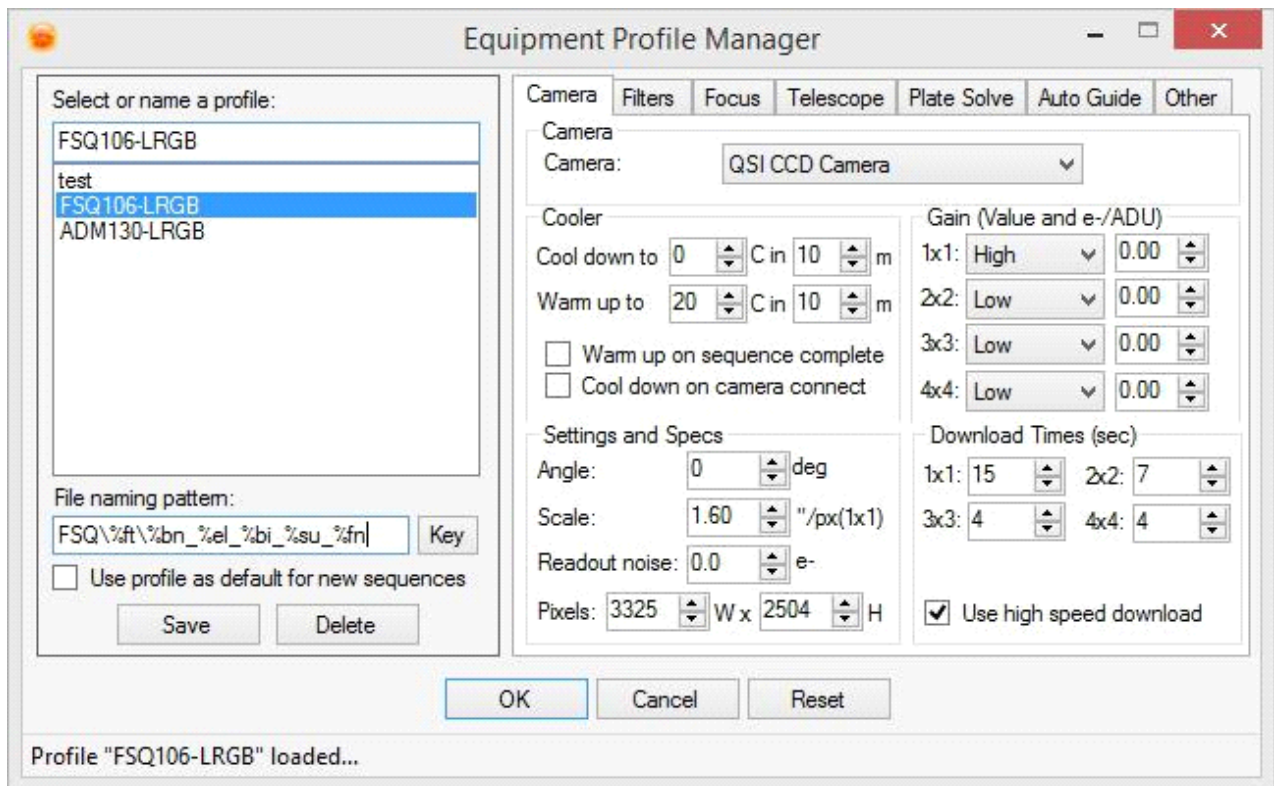 Equipment Profile Manager
Select or name a profile:
FSQ106-LRGB
test
FSQ106-LRGB
ADM130-LRGB
File naming pattern:
FSQ\%ft\%bn_%el_%bi_%su_%fn
Key
Use profile as default for new sequences
Save Delete
Camera Filters Focus Telescope Plate Solve Auto Guide Other
Camera
Camera: QSI CCD Camera
Cooler
Cool down to 0 C in 10 m
Warm up to 20 C in 10 m
Warm up on sequence complete
Cool down on camera connect
Gain (Value and e-/ADU)
1x1: High 0.00
2x2: Low 0.00
3x3: Low 0.00
4x4: Low 0.00
Settings and Specs
Angle: 0 deg
Scale: 1.60 "/px(1x1)
Readout noise: 0.0 e-
Pixels: 3325 W x 2504 H
Download Times (sec)
1x1: 15 2x2: 7
3x3: 4 4x4: 4
Use high speed download
OK Cancel Reset
Profile "FSQ106-LRGB" loaded...